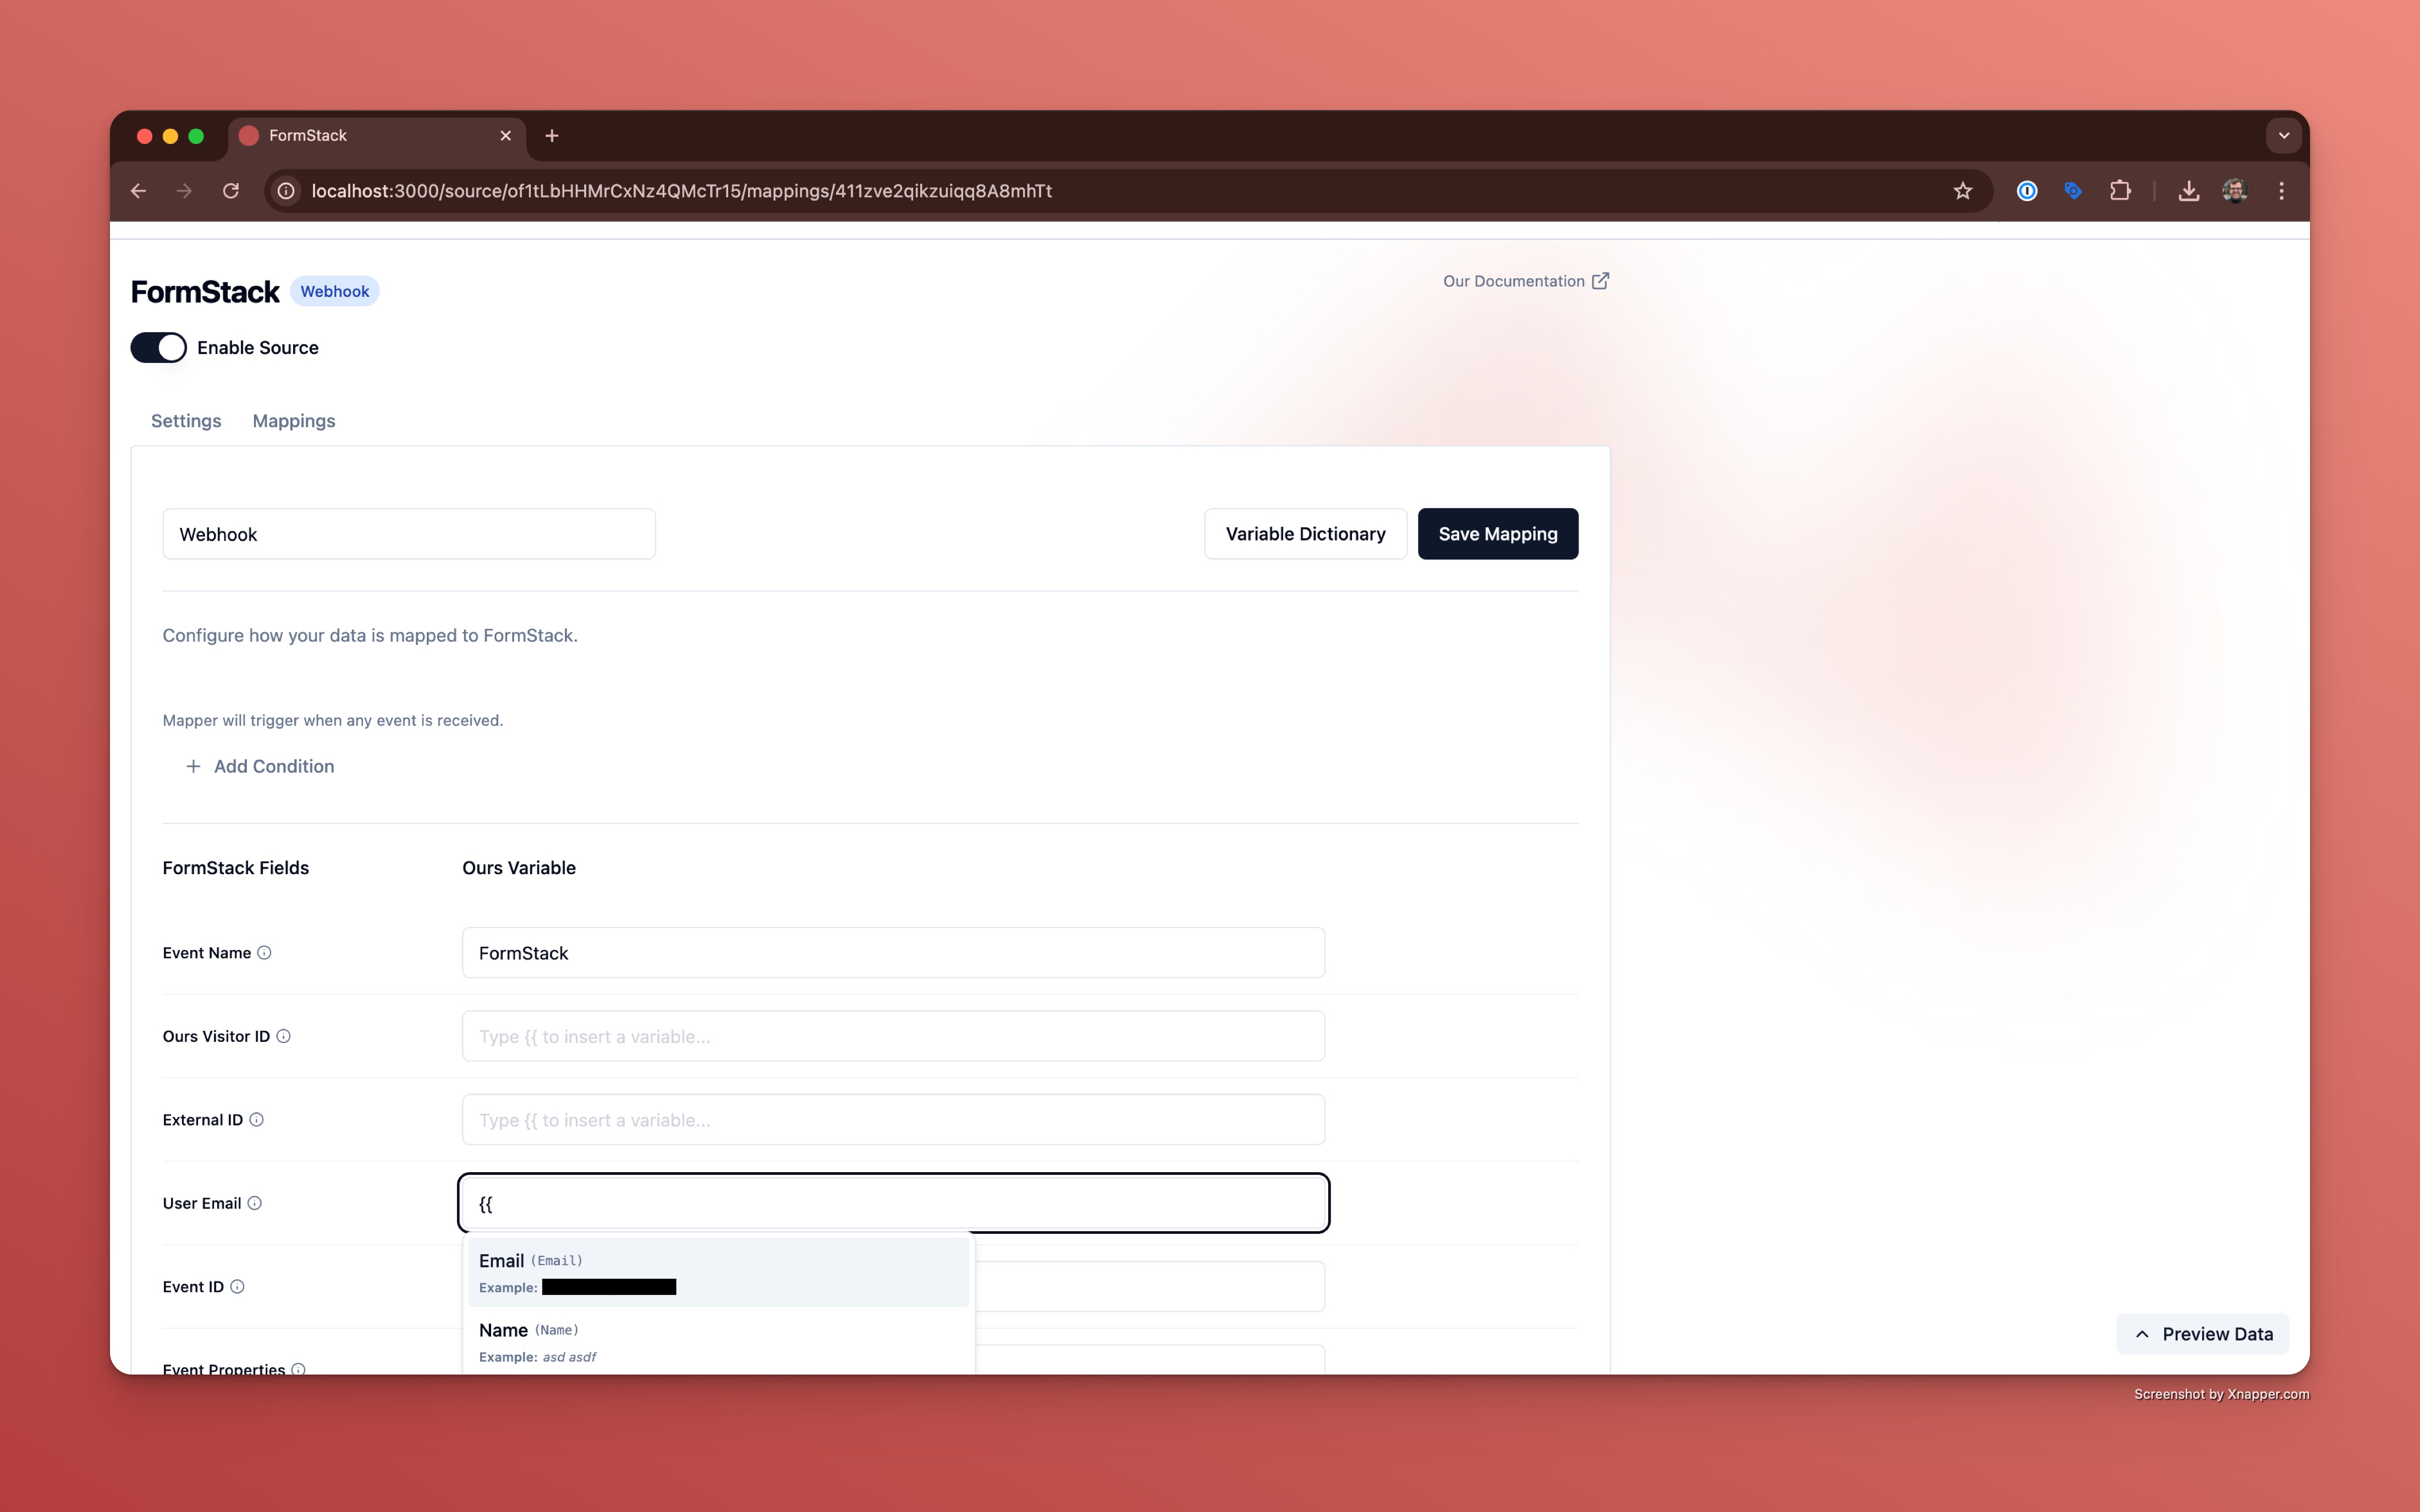 FormStack
localhost:3000/source/of1tLbHHMrCxNz4QMcTr15/mappings/411zve2qikzuiqq8A8mhTt
FormStack
Webhook
Our Documentation
Enable Source
Settings
Mappings
Webhook
Variable Dictionary
Save Mapping
Configure how your data is mapped to FormStack.
Mapper will trigger when any event is received.
+ Add Condition
FormStack Fields
Ours Variable
Event Name
FormStack
Ours Visitor ID
Type {{ to insert a variable...
External ID
Type {{ to insert a variable...
User Email
{{
Email (Email)
Example:
Event ID
Name (Name)
Example: asd asdf
Event Properties
Preview Data
Screenshot by Xnapper.com